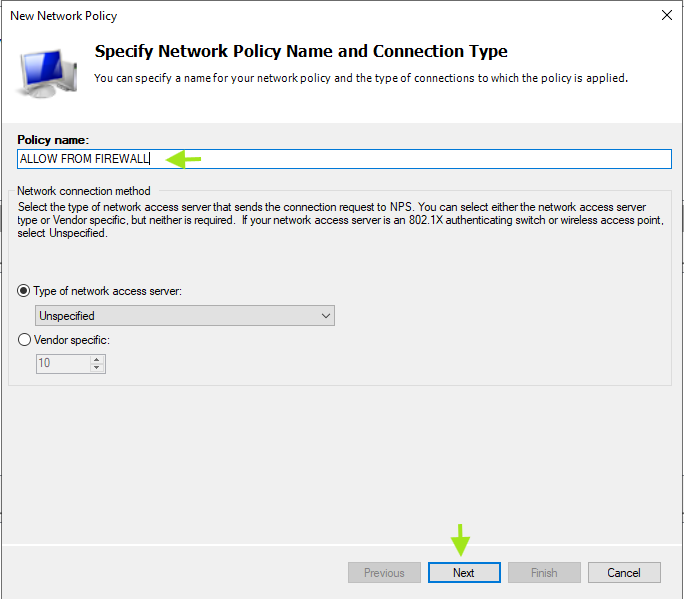 New Network Policy
Specify Network Policy Name and Connection Type
You can specify a name for your network policy and the type of connections to which the policy is applied.
Policy name:
ALLOW FROM FIREWALL
Network connection method
Select the type of network access server that sends the connection request to NPS. You can select either the network access server
type or Vendor specific, but neither is required.  If your network access server is an 802.1X authenticating switch or wireless access point,
select Unspecified.
Type of network access server:
Unspecified
Vendor specific:
10
Previous Next Finish Cancel